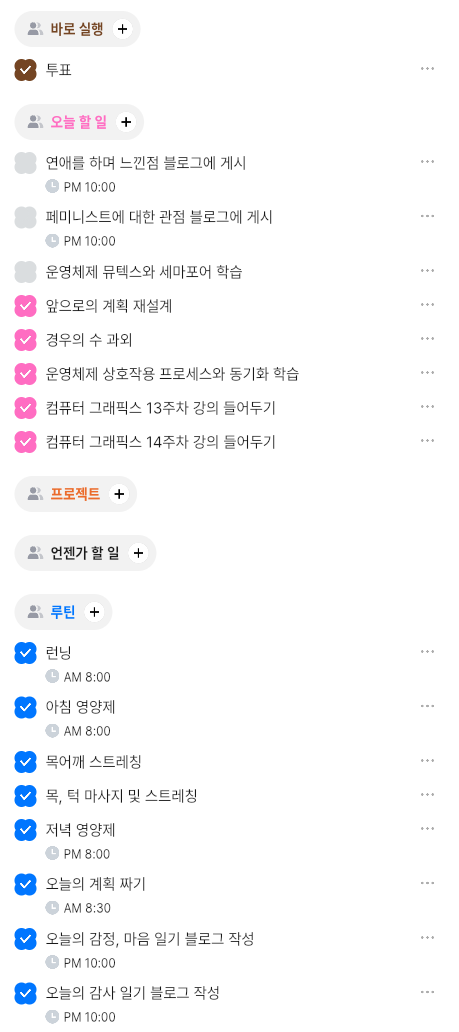 바로 실행 +
투표
오늘 할 일 +
연애를 하며 느낀점 블로그에 게시
PM 10:00
페미니스트에 대한 관점 블로그에 게시
PM 10:00
운영체제 뮤텍스와 세마포어 학습
앞으로의 계획 재설계
경우의 수 과외
운영체제 상호작용 프로세스와 동기화 학습
컴퓨터 그래픽스 13주차 강의 들어두기
컴퓨터 그래픽스 14주차 강의 들어두기
프로젝트 +
언젠가 할 일 +
루틴 +
런닝
AM 8:00
아침 영양제
AM 8:00
목어깨 스트레칭
목, 턱 마사지 및 스트레칭
저녁 영양제
PM 8:00
오늘의 계획 짜기
AM 8:30
오늘의 감정, 마음 일기 블로그 작성
PM 10:00
오늘의 감사 일기 블로그 작성
PM 10:00